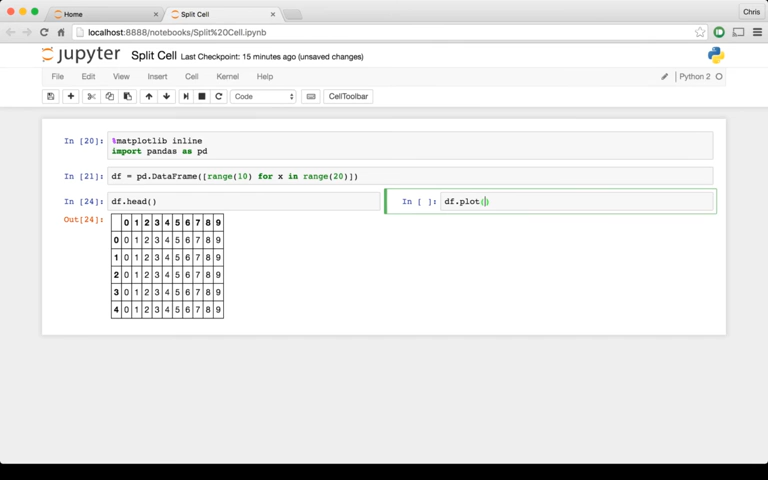 Home
Split Cell
Chris
localhost:8888/notebooks/Split%20Cell.ipynb
jupyter Split Cell Last Checkpoint: 15 minutes ago (unsaved changes)
File Edit View Insert Cell Kernel Help
Python 2
Code
CellToolbar
In [20]: %matplotlib inline
import pandas as pd
In [21]: df = pd.DataFrame([range(10) for x in range(20)])
In [24]: df.head()
In [ ]: df.plot()
Out[24]:
0 1 2 3 4 5 6 7 8 9
0 0 1 2 3 4 5 6 7 8 9
1 0 1 2 3 4 5 6 7 8 9
2 0 1 2 3 4 5 6 7 8 9
3 0 1 2 3 4 5 6 7 8 9
4 0 1 2 3 4 5 6 7 8 9